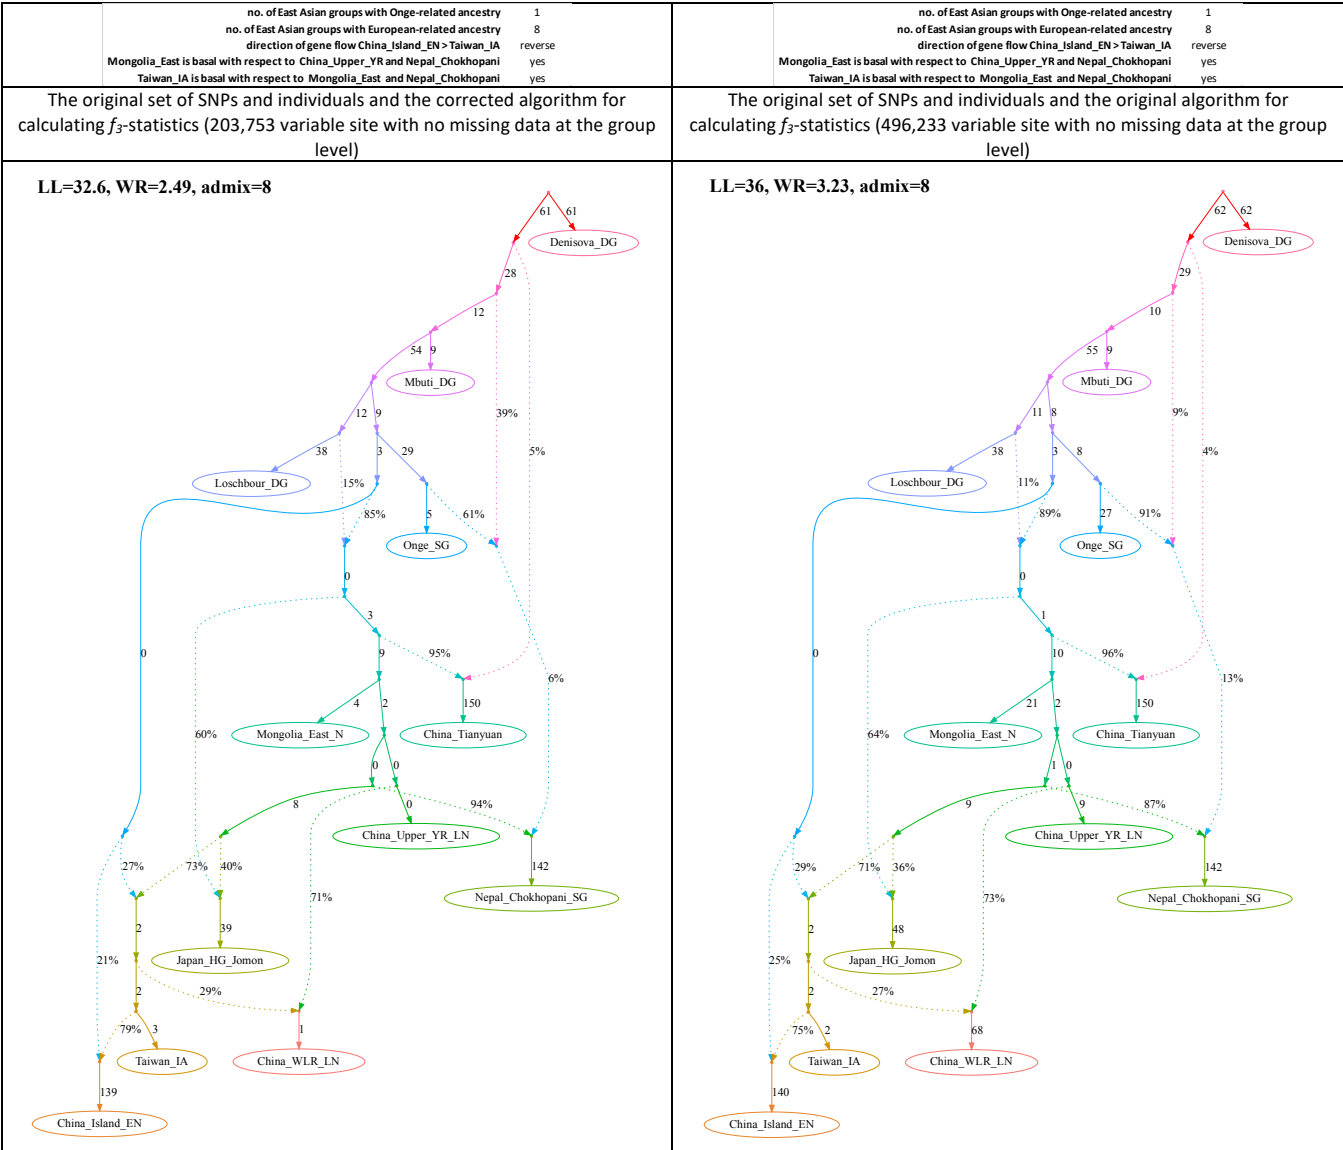 no. of East Asian groups with Onge-related ancestry 1
no. of East Asian groups with European-related ancestry 8
direction of gene flow China_Island_EN > Taiwan_IA reverse
Mongolia_East is basal with respect to China_Upper_YR and Nepal_Chokhopani yes
Taiwan_IA is basal with respect to Mongolia_East and Nepal_Chokhopani yes
The original set of SNPs and individuals and the corrected algorithm for
calculating f3-statistics (203,753 variable site with no missing data at the group
level)
LL=32.6, WR=2.49, admix=8
61 61
Denisova_DG
28
12
54 9
Mbuti_DG
12 9 39%
5%
38 3 29
Loschbour_DG
15%
85% 5 61%
Onge_SG
0
3
0 9 95%
6%
4 2 150
60%
Mongolia_East_N China_Tianyuan
0 0
8 0 94%
China_Upper_YR_LN
27% 73% 40% 142
71% Nepal_Chokhopani_SG
2 39
21% Japan_HG_Jomon
2 29%
79% 3 1
Taiwan_IA China_WLR_LN
139
China_Island_EN
no. of East Asian groups with Onge-related ancestry 1
no. of East Asian groups with European-related ancestry 8
direction of gene flow China_Island_EN > Taiwan_IA reverse
Mongolia_East is basal with respect to China_Upper_YR and Nepal_Chokhopani yes
Taiwan_IA is basal with respect to Mongolia_East and Nepal_Chokhopani yes
The original set of SNPs and individuals and the original algorithm for
calculating f3-statistics (496,233 variable site with no missing data at the group
level)
LL=36, WR=3.23, admix=8
62 62
Denisova_DG
29
10
55 9
Mbuti_DG
11 8 9%
4%
38 3 8
Loschbour_DG
11%
89% 27 91%
Onge_SG
0
1
0 10 96%
13%
21 2 150
64%
Mongolia_East_N China_Tianyuan
1 0
9 9 87%
China_Upper_YR_LN
29% 71% 36% 142
73% Nepal_Chokhopani_SG
2 48
25% Japan_HG_Jomon
2 27%
75% 2 68
Taiwan_IA China_WLR_LN
140
China_Island_EN